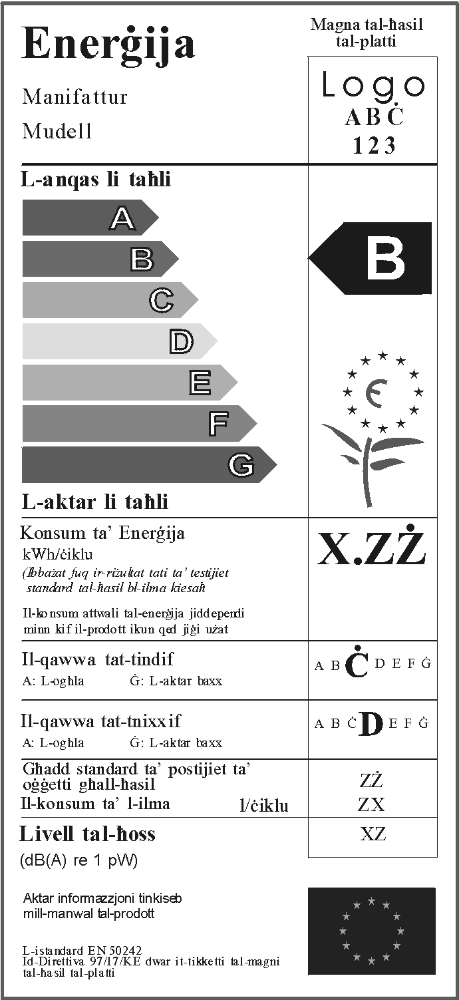 Enerġija
Magna tal-ħasil
tal-platti
Manifattur
Mudell
Logo
A B Ċ
1 2 3
L-anqas li taħli
A
B
C
D
E
F
G
B
L-aktar li taħli
Konsum ta’ Enerġija
kWh/ċiklu
(Ibbażat fuq ir-riżultat tati ta’ testijiet
standard tal-ħasil bl-ilma kiesaħ
X.ZŻ
Il-konsum attwali tal-enerġija jiddependi
minn kif il-prodott ikun qed jiġi użat
Il-qawwa tat-tindif
A: L-ogħla Ġ: L-aktar baxx
A B Ċ D E F Ġ
Il-qawwa tat-tnixxif
A: L-ogħla Ġ: L-aktar baxx
A B Ċ D E F Ġ
Għadd standard ta’ postijiet ta’
oġġetti għall-ħasil ZŻ
Il-konsum ta’ l-ilma l/ċiklu ZX
Livell tal-ħoss XZ
(dB(A) re 1 pW)
Aktar informazzjoni tinkiseb
mill-manwal tal-prodott
L-istandard EN 50242
Id-Direttiva 97/17/KE dwar it-tikketti tal-magni
tal-ħasil tal-platti